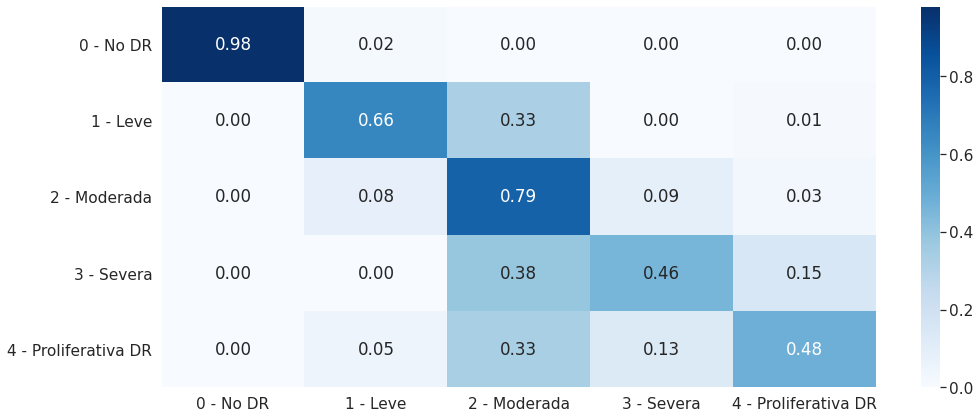 0 - No DR 0.98 0.02 0.00 0.00 0.00
1 - Leve 0.00 0.66 0.33 0.00 0.01
2 - Moderada 0.00 0.08 0.79 0.09 0.03
3 - Severa 0.00 0.00 0.38 0.46 0.15
4 - Proliferativa DR 0.00 0.05 0.33 0.13 0.48
0 - No DR 1 - Leve 2 - Moderada 3 - Severa 4 - Proliferativa DR
0.8
0.6
0.4
0.2
0.0